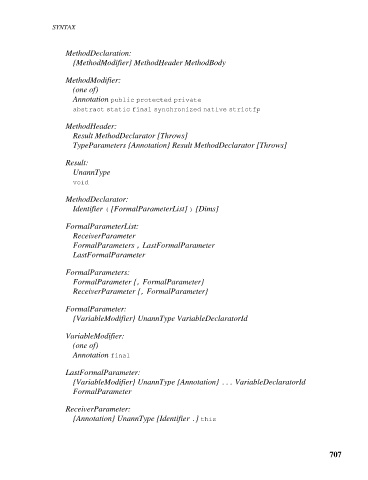 SYNTAX
MethodDeclaration:
{MethodModifier} MethodHeader MethodBody
MethodModifier:
(one of)
Annotation public protected private
abstract static final synchronized native strictfp
MethodHeader:
Result MethodDeclarator [Throws]
TypeParameters {Annotation} Result MethodDeclarator [Throws]
Result:
UnannType
void
MethodDeclarator:
Identifier ( [FormalParameterList] ) [Dims]
FormalParameterList:
ReceiverParameter
FormalParameters , LastFormalParameter
LastFormalParameter
FormalParameters:
FormalParameter {, FormalParameter}
ReceiverParameter {, FormalParameter}
FormalParameter:
{VariableModifier} UnannType VariableDeclaratorId
VariableModifier:
(one of)
Annotation final
LastFormalParameter:
{VariableModifier} UnannType {Annotation} ... VariableDeclaratorId
FormalParameter
ReceiverParameter:
{Annotation} UnannType [Identifier .] this
707